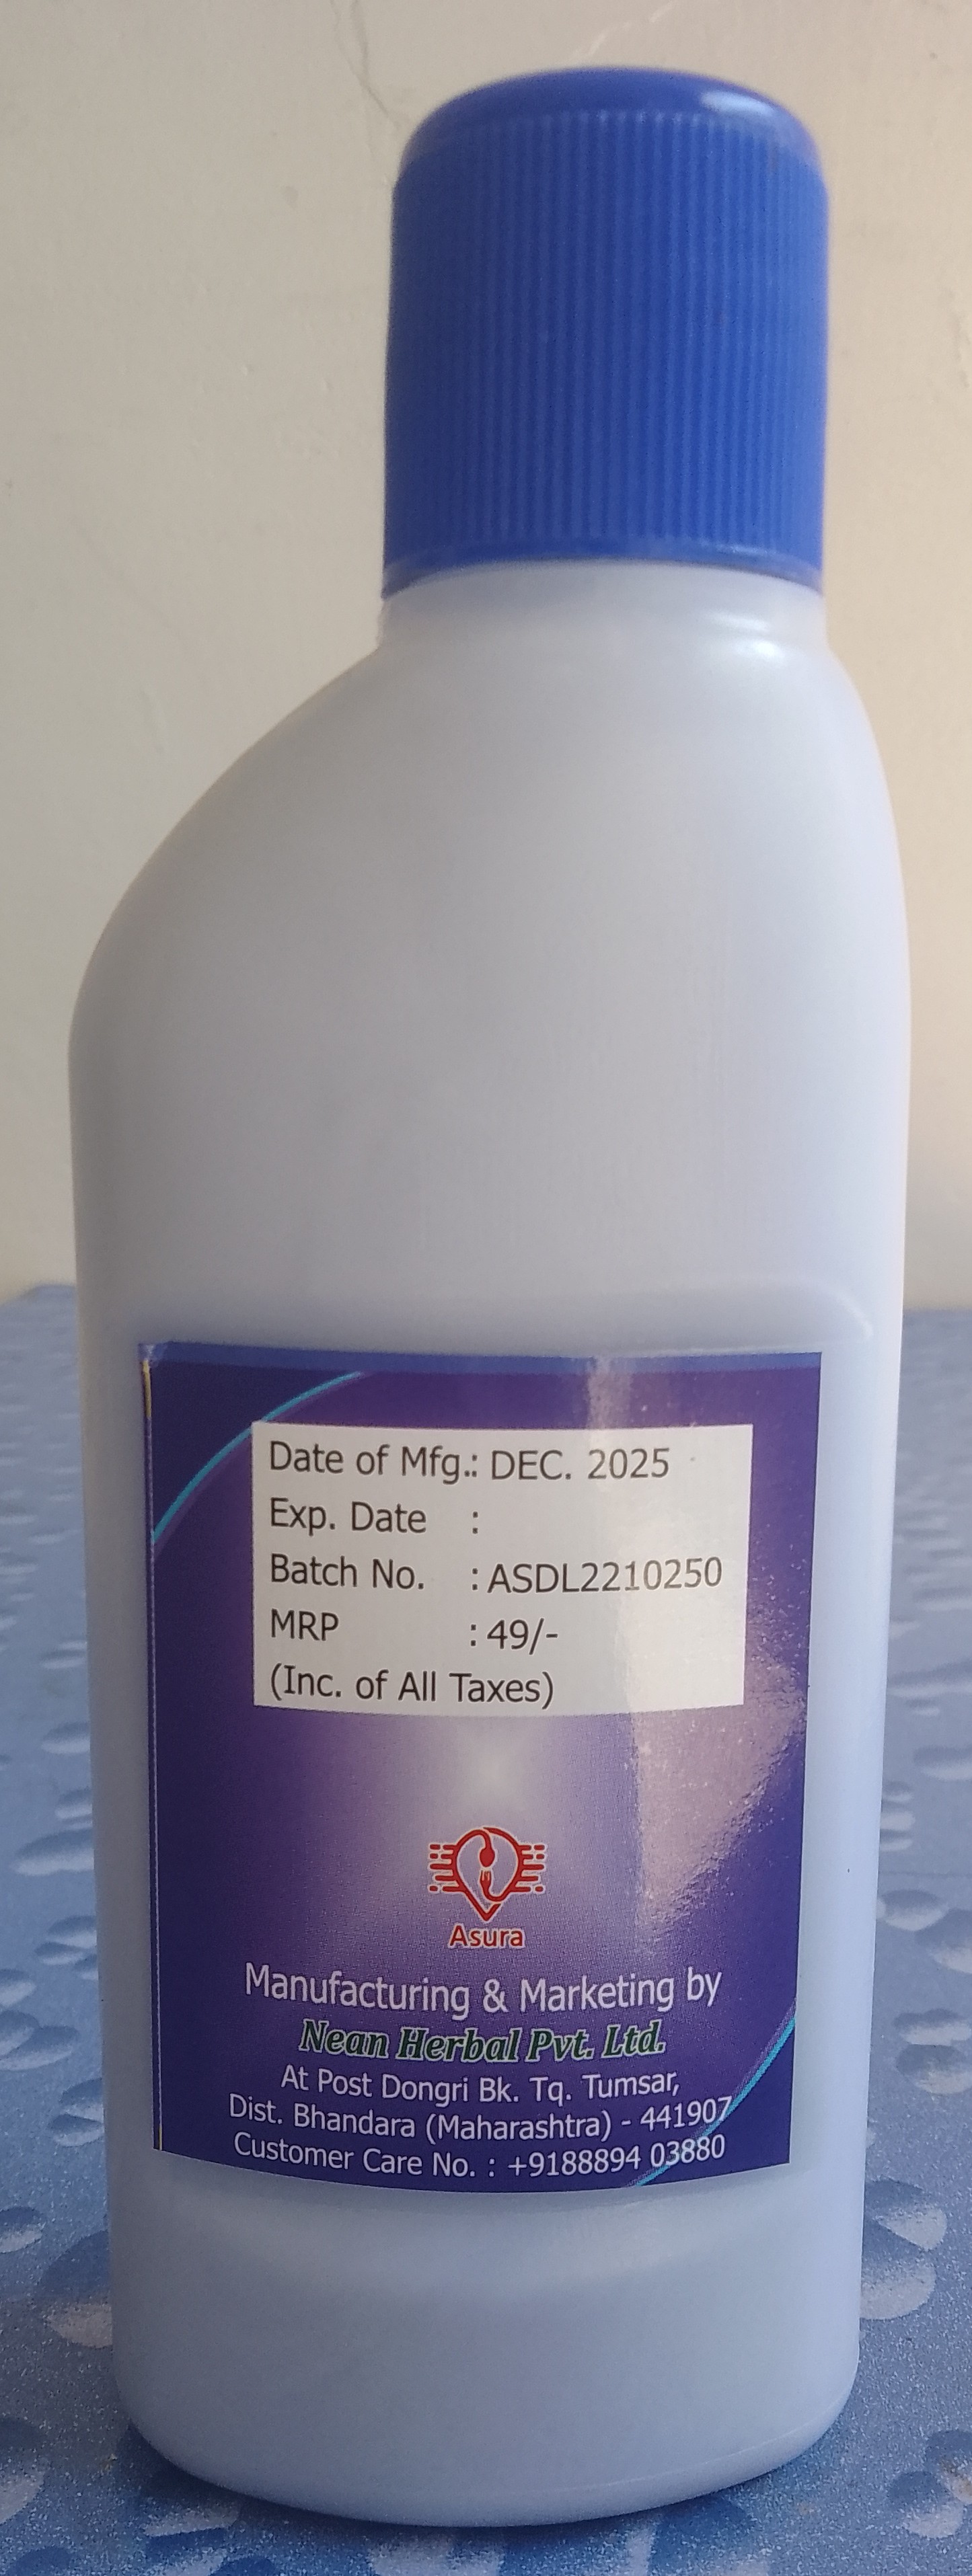 Date of Mfg.: DEC. 2025
Exp. Date :
Batch No. : ASDL2210250
MRP : 49/-
(Inc. of All Taxes)
Asura
Manufacturing & Marketing by
Nean Herbal Pvt. Ltd.
At Post Dongri Bk. Tq. Tumsar,
Dist. Bhandara (Maharashtra) - 441907
Customer Care No. : +9188894 03880